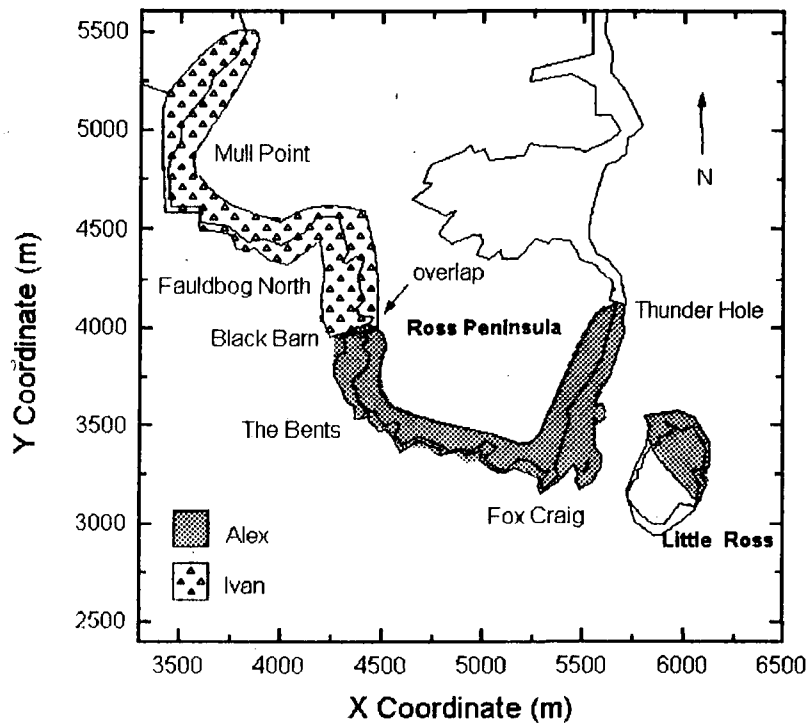 5500
5000
4500
4000
3500
3000
2500
Y Coordinate (m)
Mull Point
N
Fauldbog North
overlap
Black Barn
Ross Peninsula
Thunder Hole
The Bents
Fox Craig
Little Ross
Alex
Ivan
3500 4000 4500 5000 5500 6000 6500
X Coordinate (m)